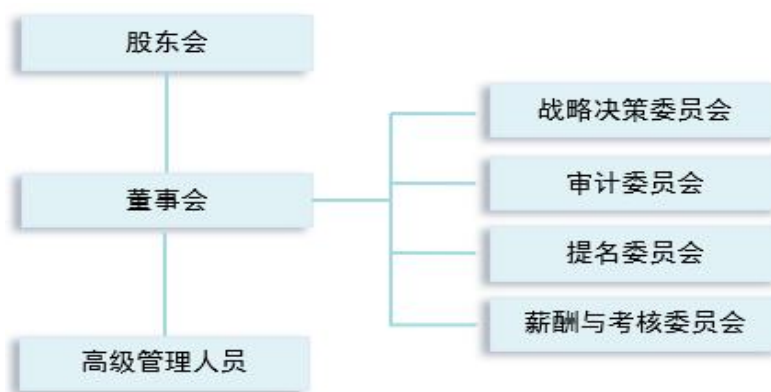 股东会
董事会
高级管理人员
战略决策委员会
审计委员会
提名委员会
薪酬与考核委员会